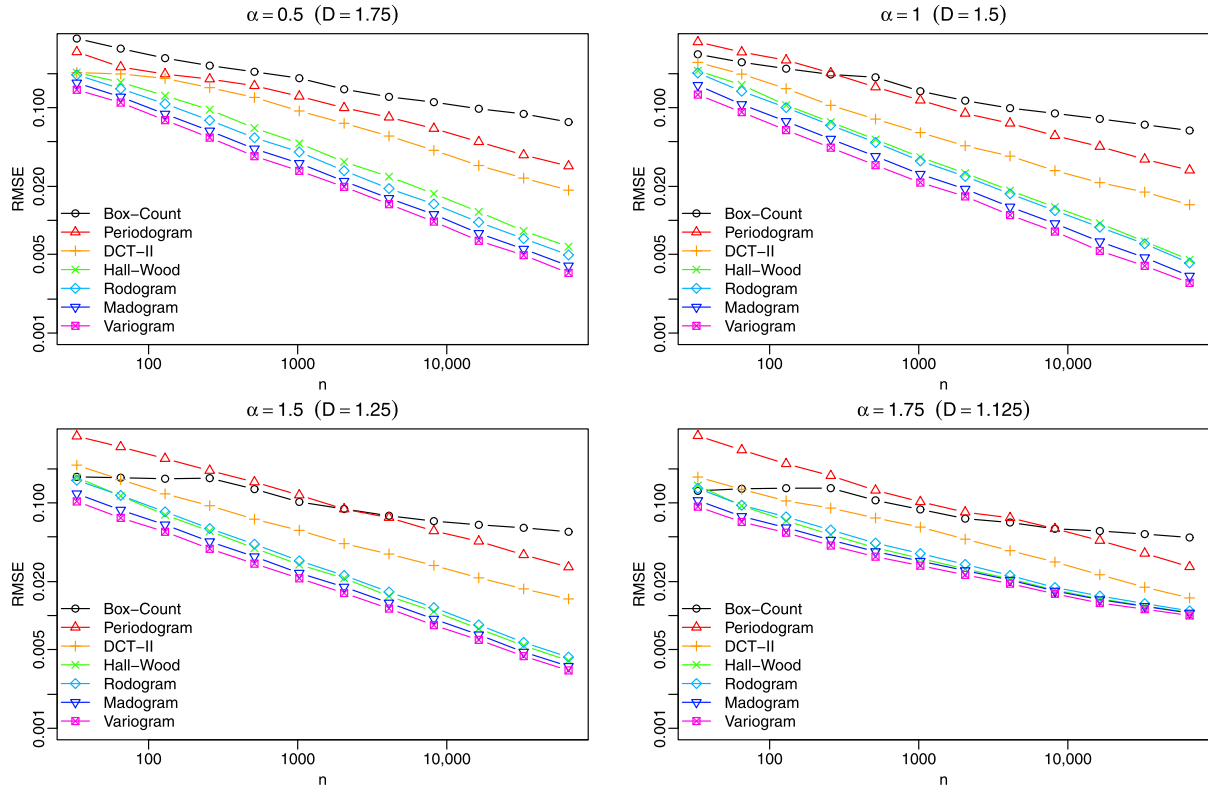 α = 0.5 (D = 1.75)
RMSE
0.100
0.020
0.005
0.001
Box−Count
Periodogram
DCT−II
Hall−Wood
Rodogram
Madogram
Variogram
100
1000
10,000
n
α = 1 (D = 1.5)
RMSE
0.100
0.020
0.005
0.001
Box−Count
Periodogram
DCT−II
Hall−Wood
Rodogram
Madogram
Variogram
100
1000
10,000
n
α = 1.5 (D = 1.25)
RMSE
0.100
0.020
0.005
0.001
Box−Count
Periodogram
DCT−II
Hall−Wood
Rodogram
Madogram
Variogram
100
1000
10,000
n
α = 1.75 (D = 1.125)
RMSE
0.100
0.020
0.005
0.001
Box−Count
Periodogram
DCT−II
Hall−Wood
Rodogram
Madogram
Variogram
100
1000
10,000
n